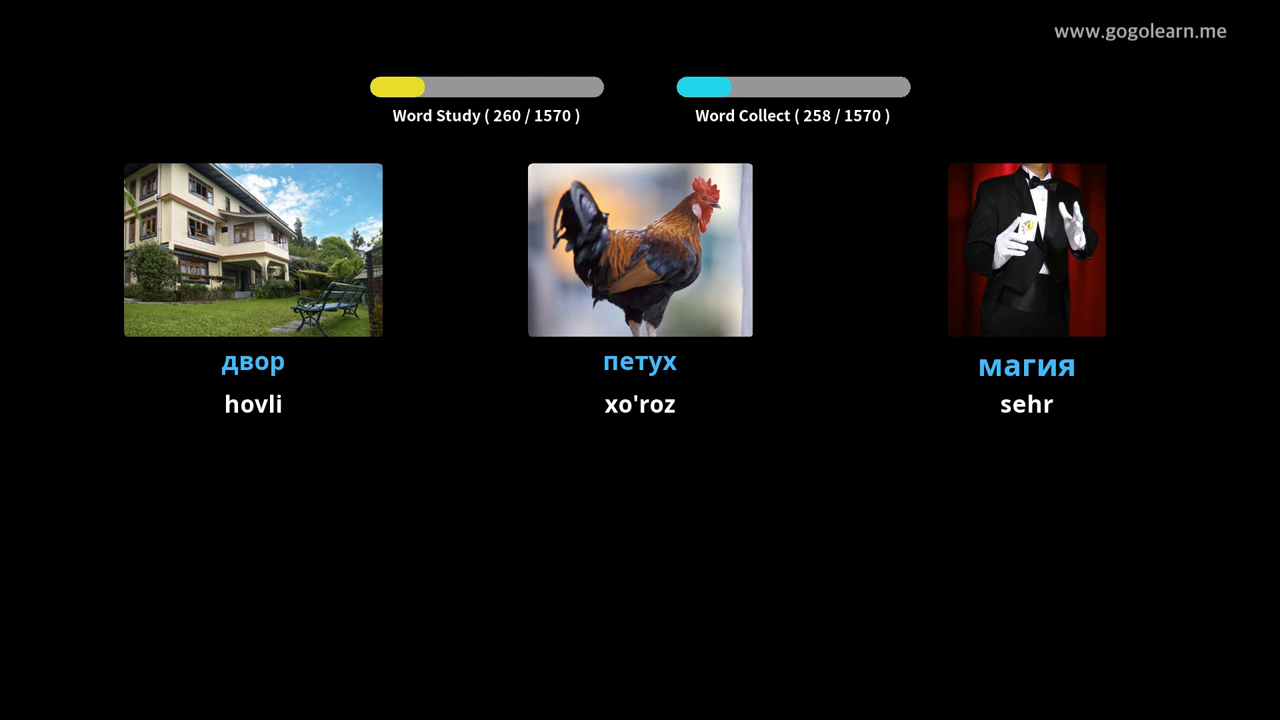 www.gogolearn.me
Word Study ( 260 / 1570 )
Word Collect ( 258 / 1570 )
двор
петух
магия
hovli
xo'roz
sehr